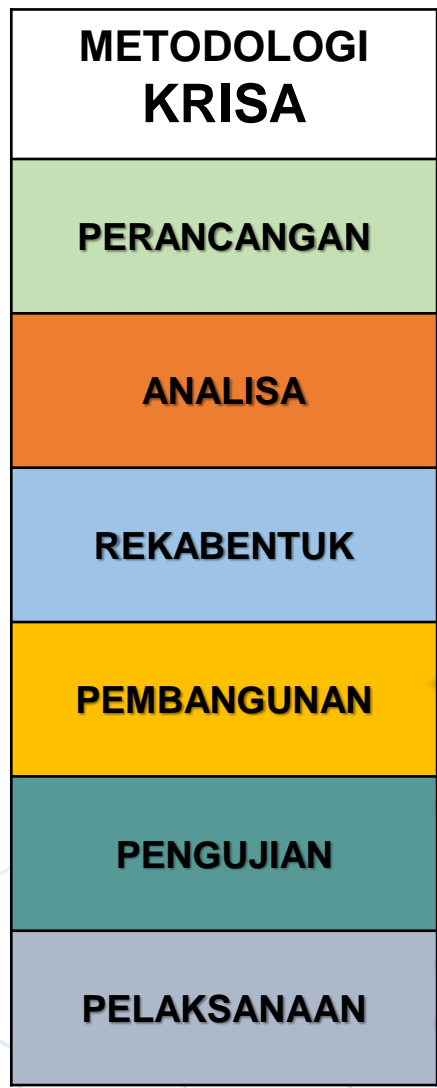 METODOLOGI
KRISA
PERANCANGAN
ANALISA
REKABENTUK
PEMBANGUNAN
PENGUJIAN
PELAKSANAAN